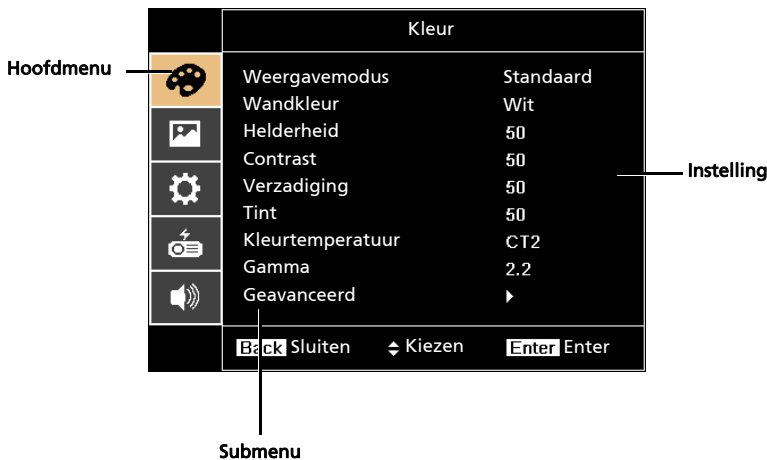 Kleur
Hoofdmenu
Weergavemodus Standaard
Wandkleur Wit
Helderheid 50
Contrast 50
Verzadiging 50
Instelling
Tint 50
Kleurtemperatuur CT2
Gamma 2.2
Geavanceerd
Back Sluiten Kiezen Enter Enter
Submenu